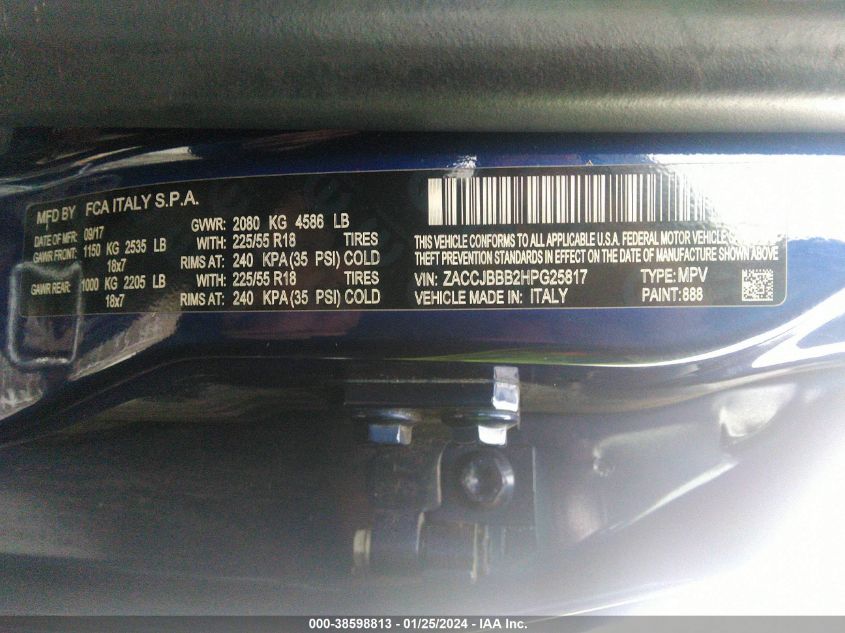 MFD BY FCA ITALY S.P.A.
DATE OF MFR: 09/17 GVWR: 2080 KG 4586 LB
GAWR FRONT: 1150 KG 2535 LB WITH: 225/55 R18 TIRES
18x7 RIMS AT: 240 KPA(35 PSI) COLD
GAWR REAR: 1000 KG 2205 LB WITH: 225/55 R18 TIRES
18x7 RIMS AT: 240 KPA(35 PSI) COLD
THIS VEHICLE CONFORMS TO ALL APPLICABLE U.S.A. FEDERAL MOTOR VEHICLE
THEFT PREVENTION STANDARDS IN EFFECT ON THE DATE OF MANUFACTURE SHOWN ABOVE
VIN: ZACCJBBB2HPG25817 TYPE: MPV
VEHICLE MADE IN: ITALY PAINT: 888
000-38598813 - 01/25/2024 - IAA Inc.